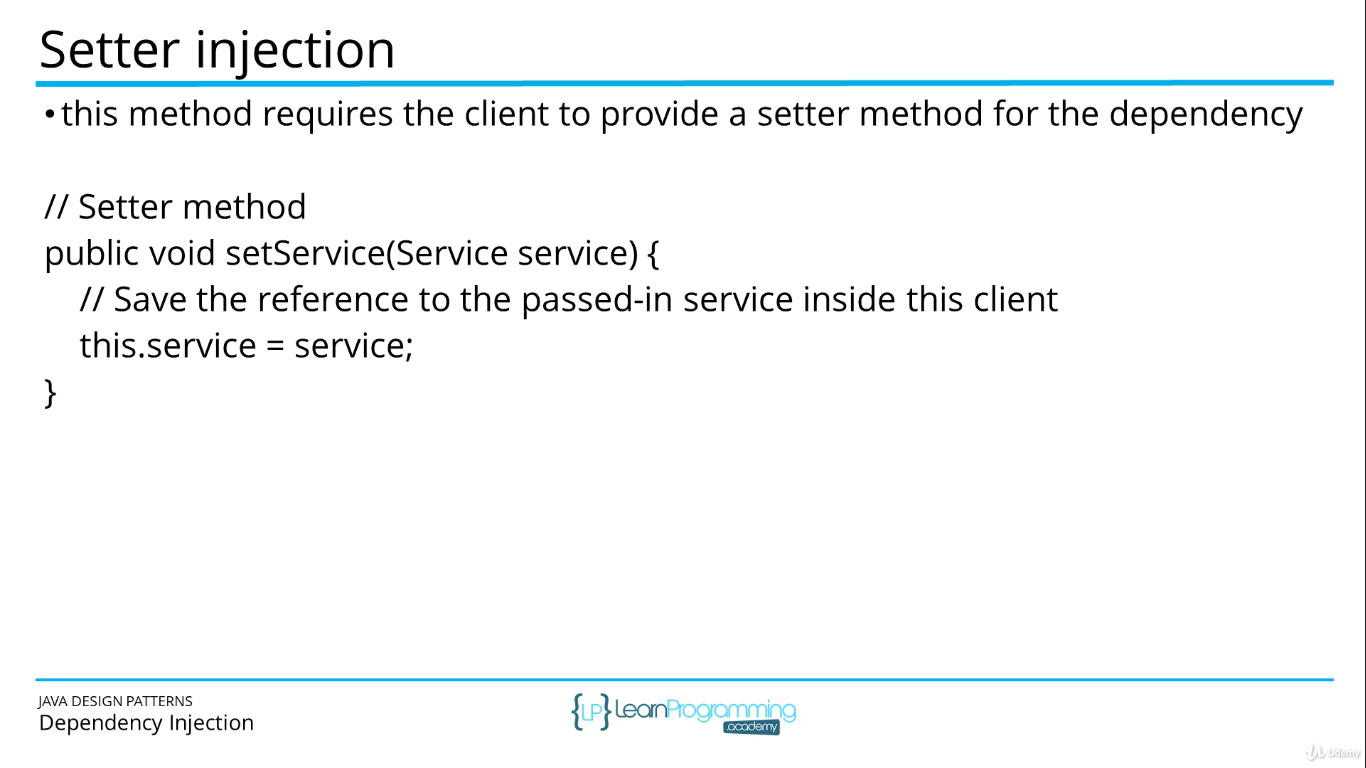 Setter injection
• this method requires the client to provide a setter method for the dependency
// Setter method
public void setService(Service service) {
// Save the reference to the passed-in service inside this client
this.service = service;
}
JAVA DESIGN PATTERNS
Dependency Injection
{LP} LearnProgramming
.academy
Udemy